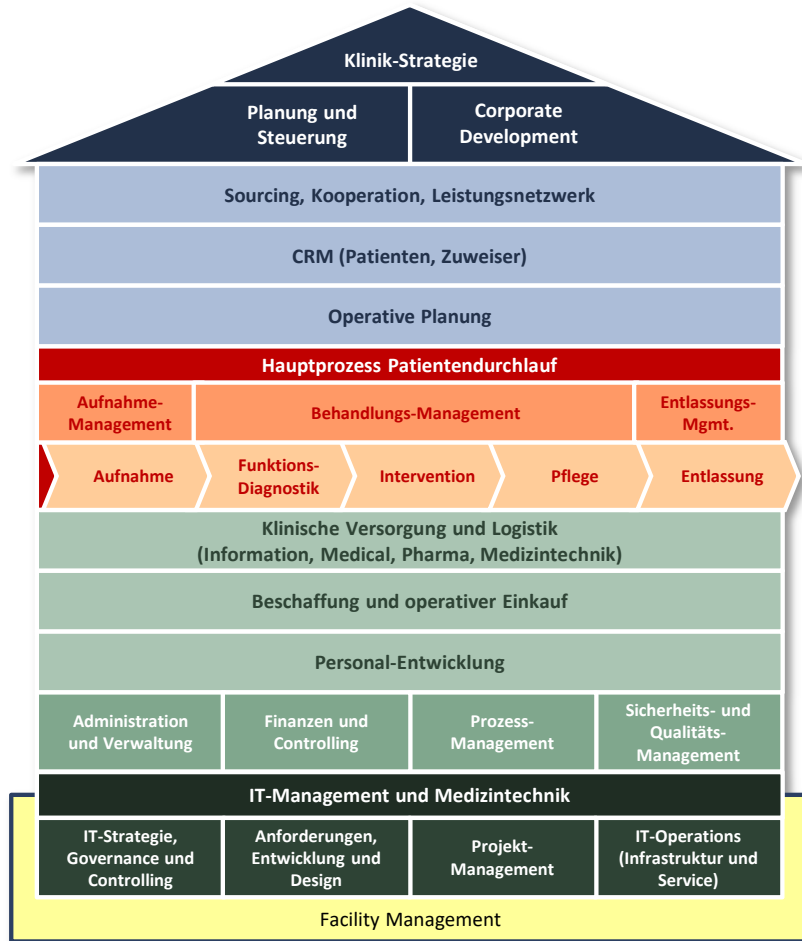 Klinik-Strategie
Planung und
Steuerung
Corporate
Development
Sourcing, Kooperation, Leistungsnetzwerk
CRM (Patienten, Zuweiser)
Operative Planung
Hauptprozess Patientendurchlauf
Aufnahme-
Management
Behandlungs-Management
Entlassungs-
Mgmt.
Aufnahme
Funktions-
Diagnostik
Intervention
Pflege
Entlassung
Klinische Versorgung und Logistik
(Information, Medical, Pharma, Medizintechnik)
Beschaffung und operativer Einkauf
Personal-Entwicklung
Administration
und Verwaltung
Finanzen und
Controlling
Prozess-
Management
Sicherheits- und
Qualitäts-
Management
IT-Management und Medizintechnik
IT-Strategie,
Governance und
Controlling
Anforderungen,
Entwicklung und
Design
Projekt-
Management
IT-Operations
(Infrastruktur und
Service)
Facility Management